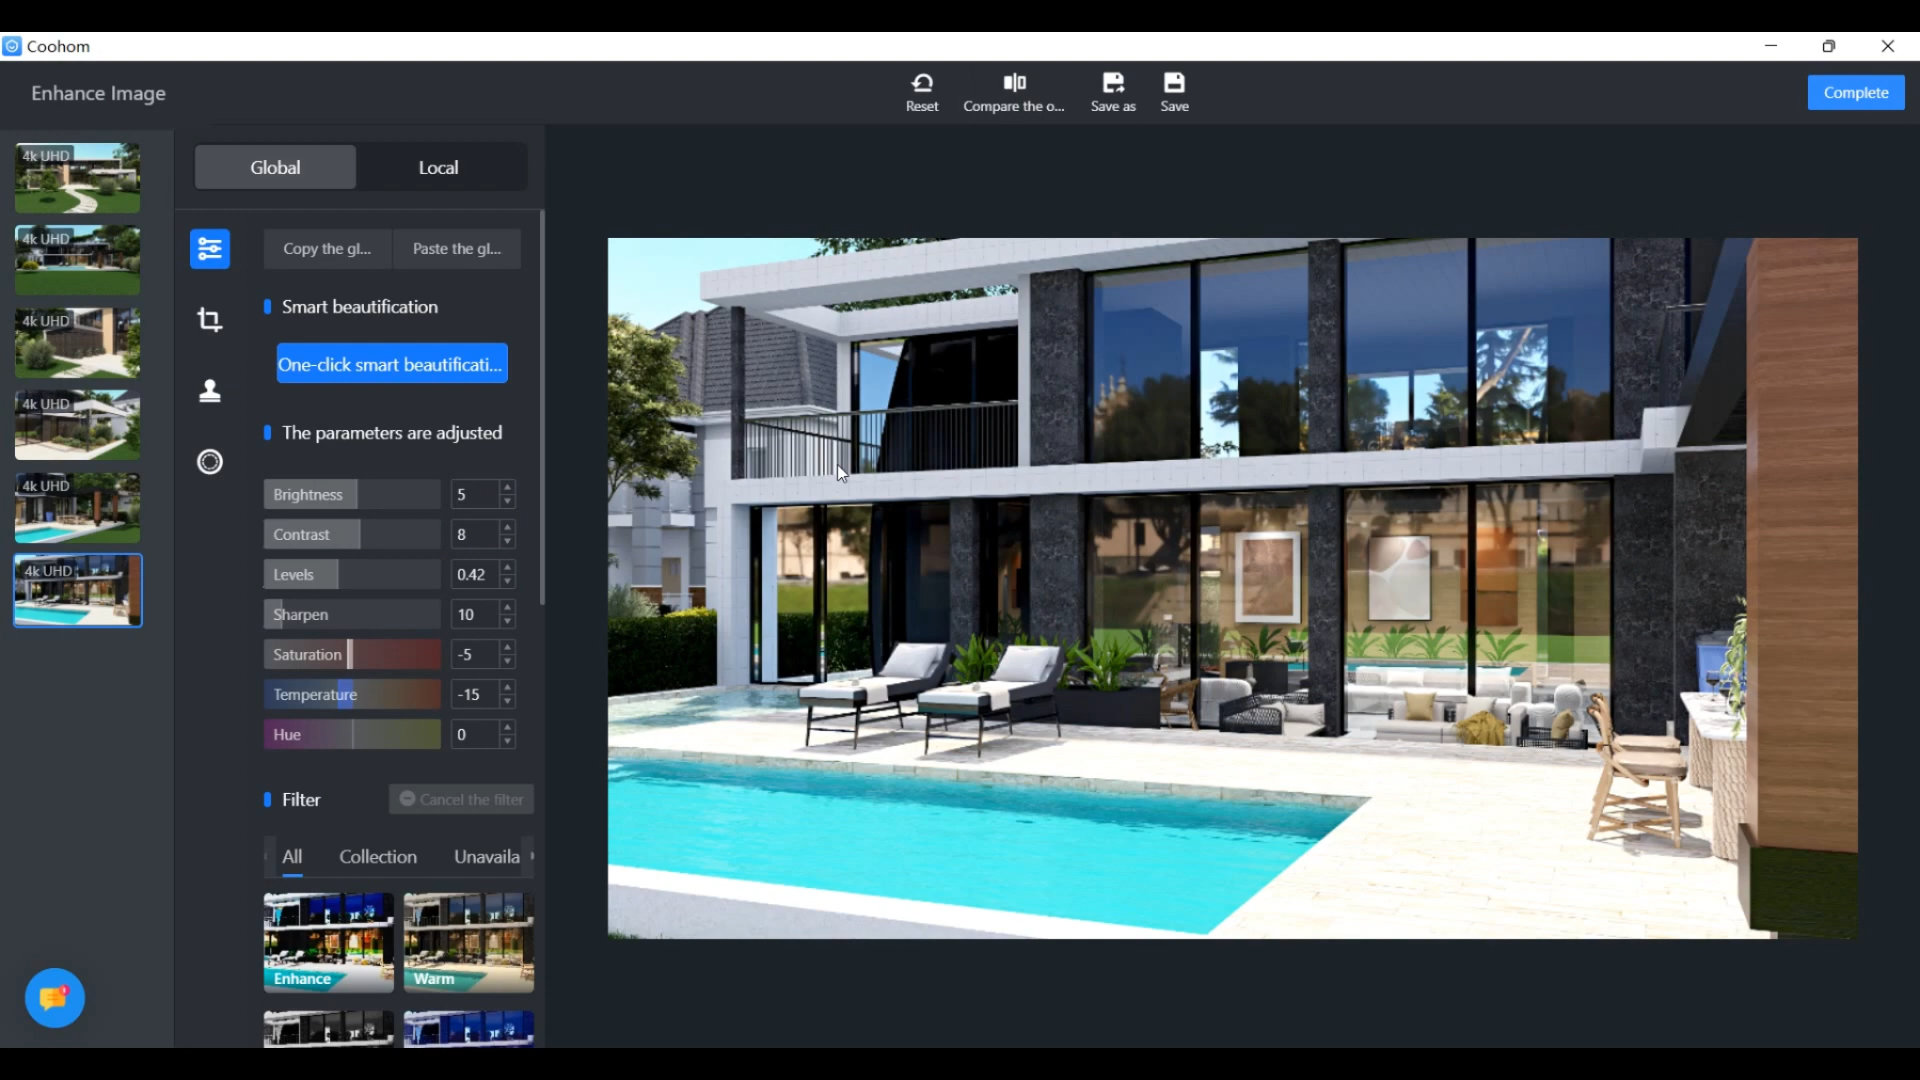 Coohom
Enhance Image
Reset
Compare the o...
Save as
Save
Complete
4k UHD
4k UHD
4k UHD
4k UHD
4k UHD
4k UHD
Global
Local
Copy the gl...
Paste the gl...
Smart beautification
One-click smart beautificati...
The parameters are adjusted
Brightness 5
Contrast 8
Levels 0.42
Sharpen 10
Saturation -5
Temperature -15
Hue 0
Filter
Cancel the filter
All
Collection
Unavaila
Enhance
Warm